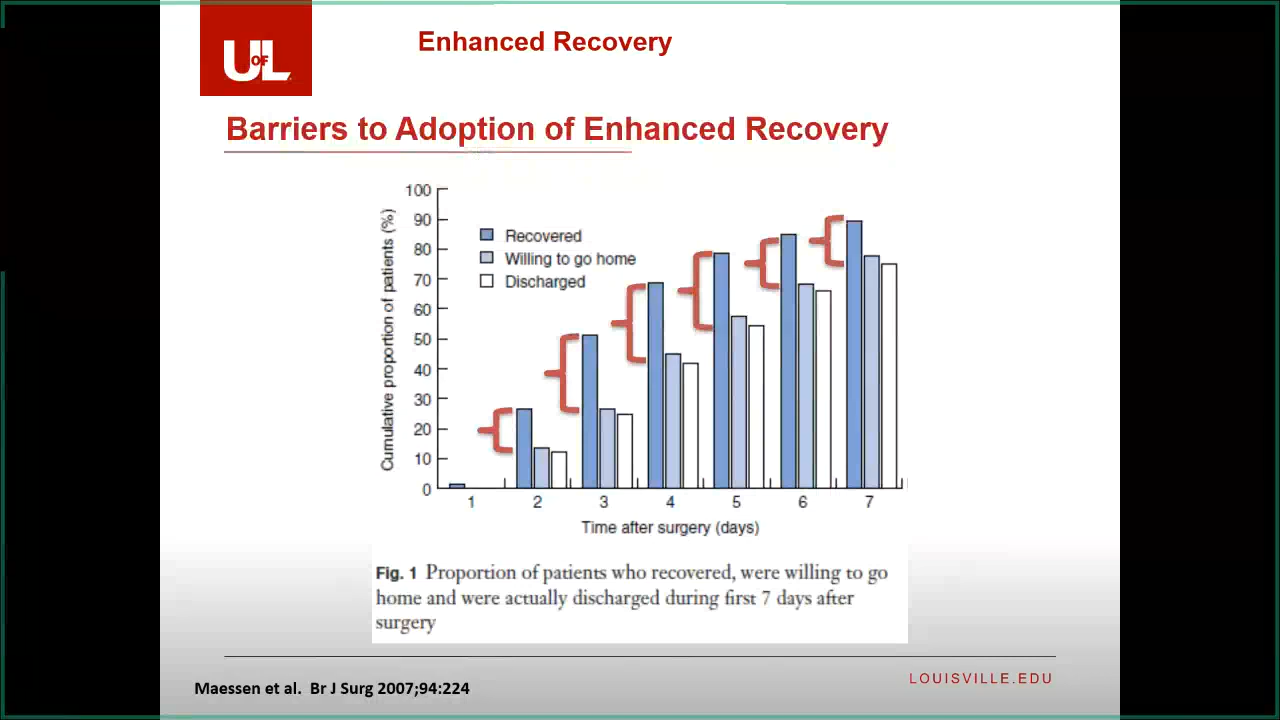 UofL
Enhanced Recovery
Barriers to Adoption of Enhanced Recovery
Cumulative proportion of patients (%)
100
90
80
70
60
50
40
30
20
10
0
Recovered
Willing to go home
Discharged
1 2 3 4 5 6 7
Time after surgery (days)
Fig. 1 Proportion of patients who recovered, were willing to go
home and were actually discharged during first 7 days after
surgery
Maessen et al. Br J Surg 2007;94:224
LOUISVILLE.EDU